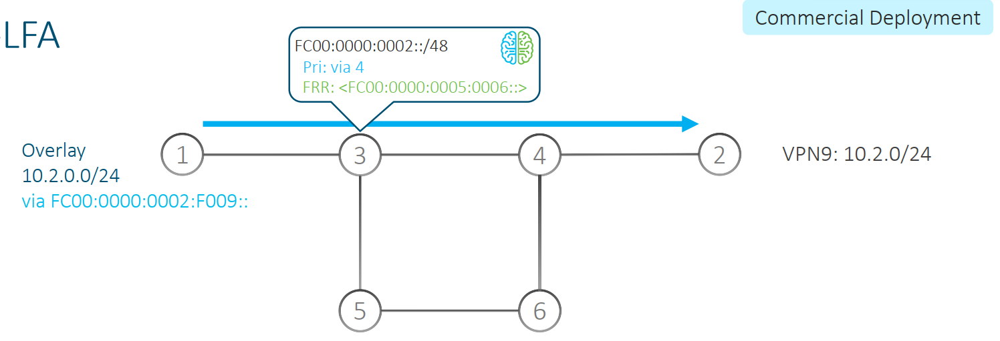 LFA
Commercial Deployment
FC00:0000:0002::/48
Pri: via 4
FRR: <FC00:0000:0005:0006::>
Overlay
10.2.0.0/24
via FC00:0000:0002:F009::
1
3
4
2
VPN9: 10.2.0/24
5
6